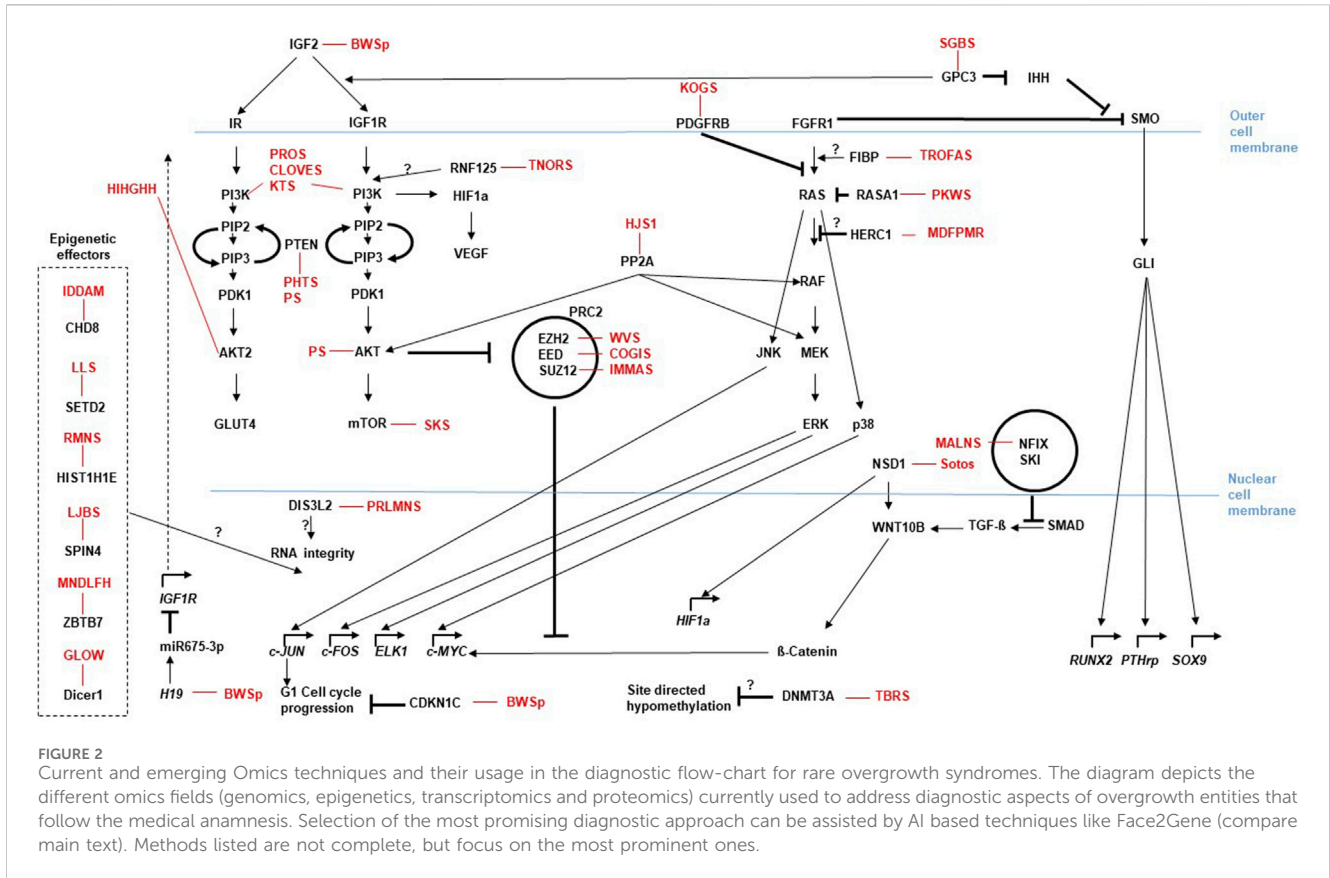 SGBS
IGF2
BWSp
GPC3
IHH
KOGS
IR
IGF1R
PDGFRB
FGFR1
SMO
Outer
cell
membrane
PROS
CLOVES
KTS
?
RNF125
TNORS
?
FIBP
TROFAS
HIHGHH
PI3K
PI3K
HIF1a
RAS
RASA1
PKWS
PIP2
PIP2
HJS1
?
HERC1
MDFPMR
Epigenetic
effectors
PTEN
VEGF
PIP3
PIP3
PP2A
GLI
PHTS
PS
PDK1
PDK1
RAF
IDDAM
CHD8
PRC2
EZH2
WVS
EED
COGIS
SUZ12
IMMAS
AKT2
PS
AKT
JNK
MEK
LLS
SETD2
GLUT4
mTOR
SKS
ERK
p38
RMNS
HIST1H1E
MALNS
NFIX
SKI
NSD1
Sotos
Nuclear
cell
membrane
LJBS
SPIN4
DIS3L2
PRLMNS
?
RNA integrity
?
WNT10B
TGF-ß
SMAD
MNDLFH
ZBTB7
IGF1R
HIF1a
miR675-3p
c-JUN
c-FOS
ELK1
c-MYC
ß-Catenin
RUNX2
PTHrp
SOX9
GLOW
Dicer1
H19
BWSp
G1 Cell cycle
progression
CDKN1C
BWSp
Site directed
hypomethylation
?
DNMT3A
TBRS
FIGURE 2
Current and emerging Omics techniques and their usage in the diagnostic flow-chart for rare overgrowth syndromes. The diagram depicts the
different omics fields (genomics, epigenetics, transcriptomics and proteomics) currently used to address diagnostic aspects of overgrowth entities that
follow the medical anamnesis. Selection of the most promising diagnostic approach can be assisted by AI based techniques like Face2Gene (compare
main text). Methods listed are not complete, but focus on the most prominent ones.